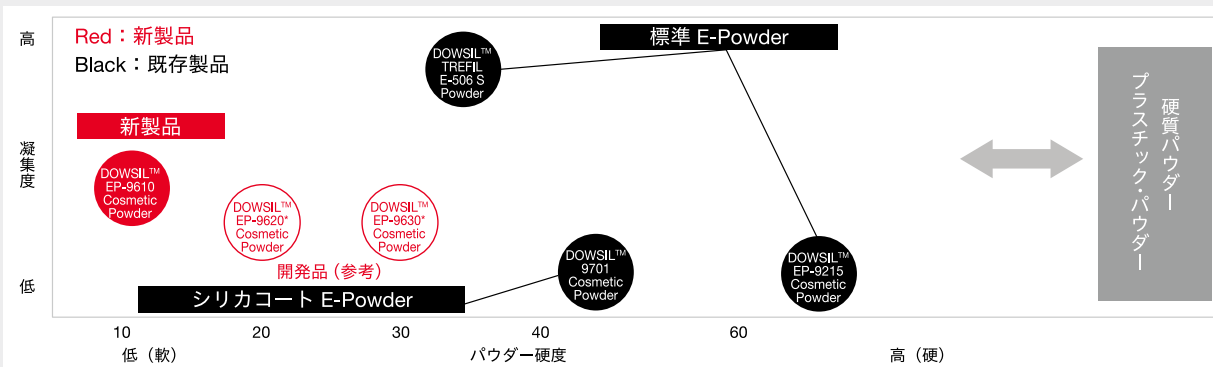 高
Red：新製品
Black：既存製品
DOWSIL™
TREFIL
E-506 S
Powder
標準 E-Powder
新製品
凝集度
DOWSIL™
EP-9610
Cosmetic
Powder
DOWSIL™
EP-9620*
Cosmetic
Powder
DOWSIL™
EP-9630*
Cosmetic
Powder
開発品（参考）
DOWSIL™
9701
Cosmetic
Powder
DOWSIL™
EP-9215
Cosmetic
Powder
硬質パウダー
プラスチック・パウダー
低
シリカコート E-Powder
10
20
30
40
60
低（軟）
パウダー硬度
高（硬）